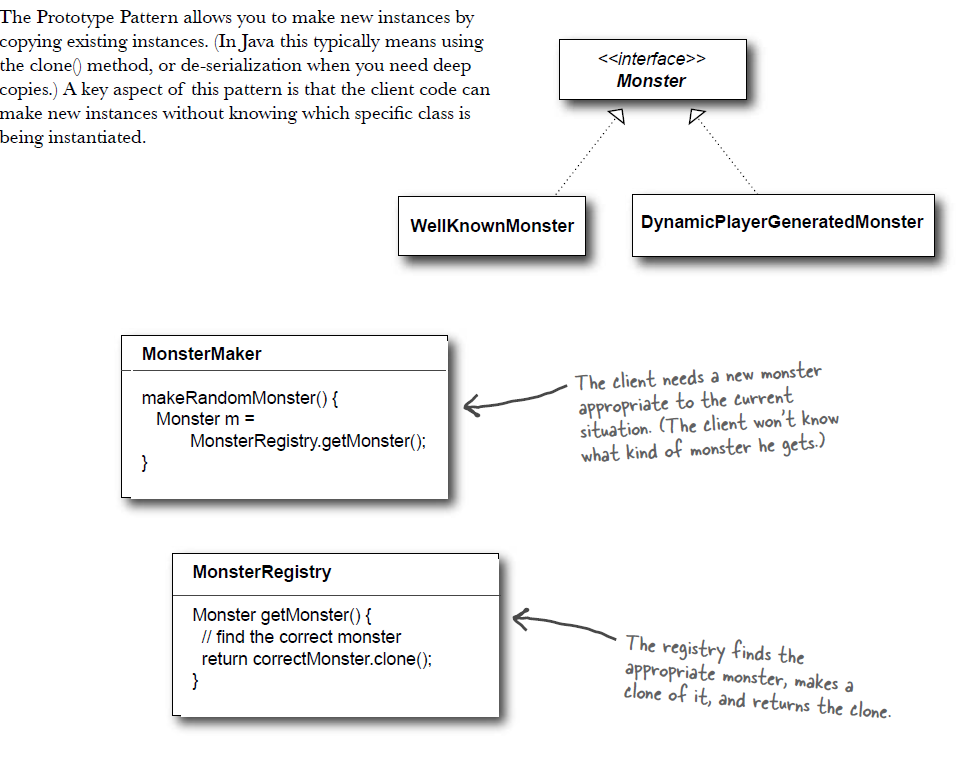 The Prototype Pattern allows you to make new instances by
copying existing instances. (In Java this typically means using
the clone() method, or de-serialization when you need deep
copies.) A key aspect of this pattern is that the client code can
make new instances without knowing which specific class is
being instantiated.
<<interface>>
Monster
WellKnownMonster
DynamicPlayerGeneratedMonster
MonsterMaker
makeRandomMonster() {
Monster m =
MonsterRegistry.getMonster();
}
The client needs a new monster
appropriate to the current
situation. (The client won't know
what kind of monster he gets.)
MonsterRegistry
Monster getMonster() {
// find the correct monster
return correctMonster.clone();
}
The registry finds the
appropriate monster, makes a
clone of it, and returns the clone.